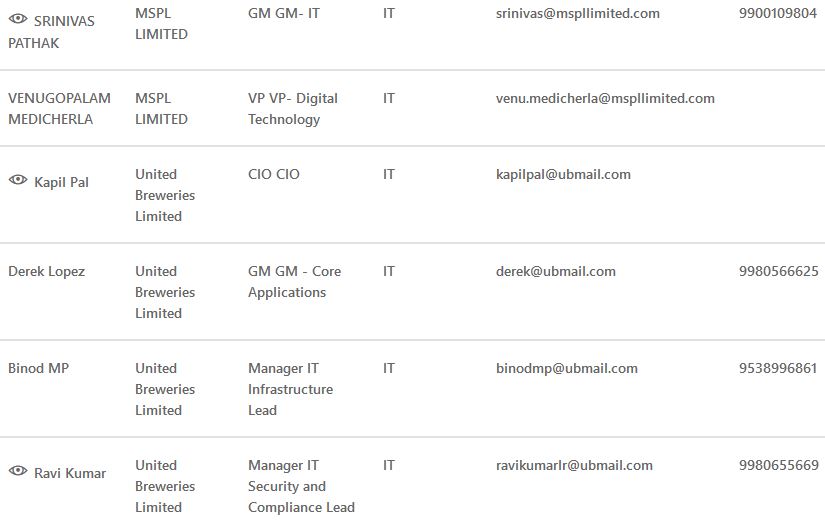 SRINIVAS PATHAK MSPL LIMITED GM GM- IT IT srinivas@mspllimited.com 9900109804
VENUGOPALAM MEDICHERLA MSPL LIMITED VP VP- Digital Technology IT venu.medicherla@mspllimited.com
Kapil Pal United Breweries Limited CIO CIO IT kapilpal@ubmail.com
Derek Lopez United Breweries Limited GM GM - Core Applications IT derek@ubmail.com 9980566625
Binod MP United Breweries Limited Manager IT Infrastructure Lead IT binodmp@ubmail.com 9538996861
Ravi Kumar United Breweries Limited Manager IT Security and Compliance Lead IT ravikumarlr@ubmail.com 9980655669